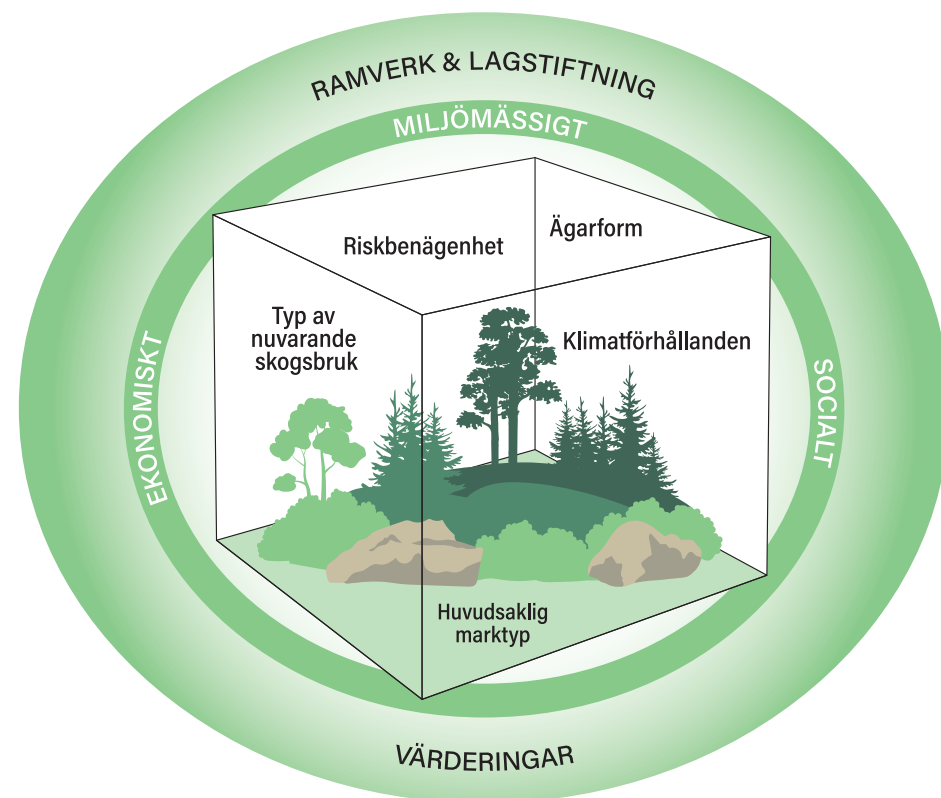 RAMVERK & LAGSTIFTNING
MILJÖMÄSSIGT
Ägarform
Riskbenägenhet
Typ av
nuvarande
skogsbruk
Klimatförhållanden
EKONOMISKT
SOCIALT
Huvudsaklig
marktyp
VÄRDERINGAR